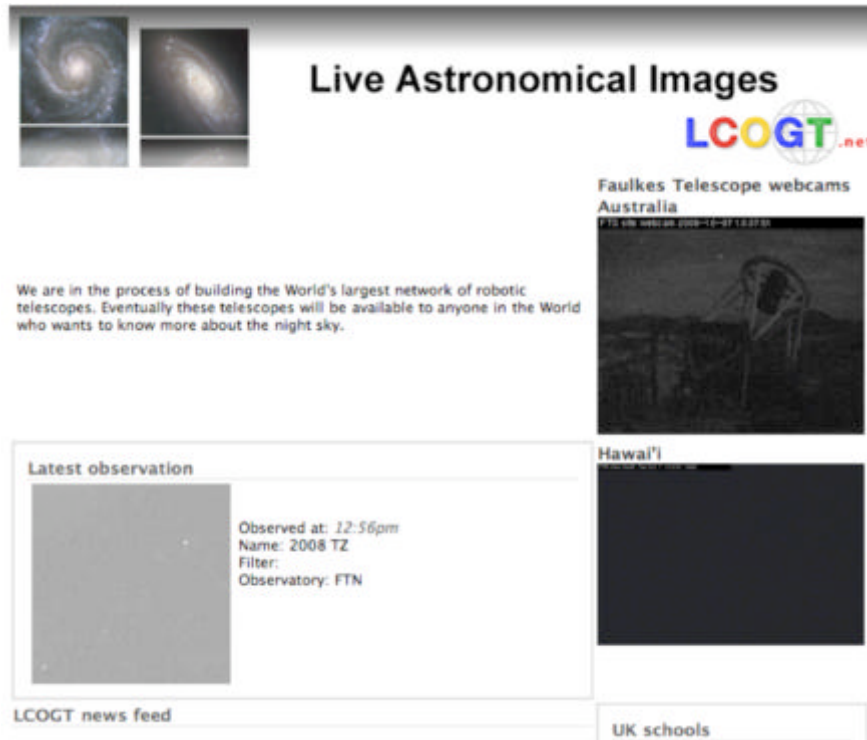 Live Astronomical Images
LCOGT.net
Faulkes Telescope webcams
Australia
We are in the process of building the World's largest network of robotic
telescopes. Eventually these telescopes will be available to anyone in the World
who wants to know more about the night sky.
Hawai'i
Latest observation
Observed at: 12:56pm
Name: 2008 TZ
Filter:
Observatory: FTN
LCOGT news feed
UK schools